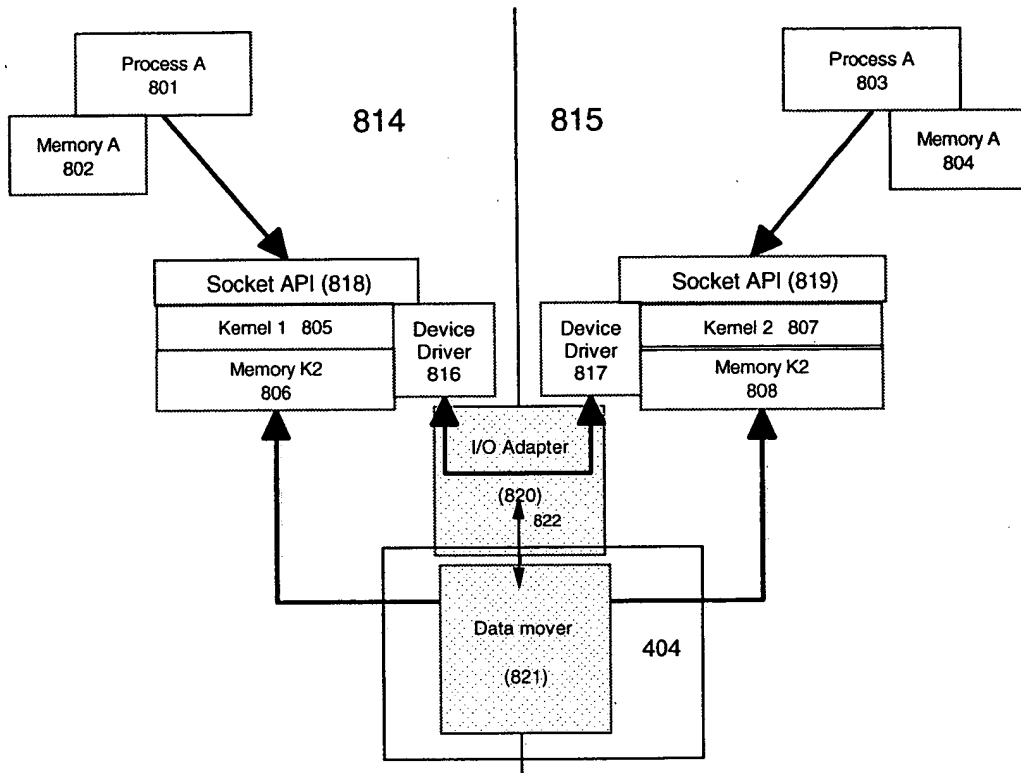 Process A
801
Memory A
802
814
815
Process A
803
Memory A
804
Socket API (818)
Kernel 1 805
Memory K2
806
Device
Driver
816
Device
Driver
817
Socket API (819)
Kernel 2 807
Memory K2
808
I/O Adapter
(820)
822
Data mover
(821)
404